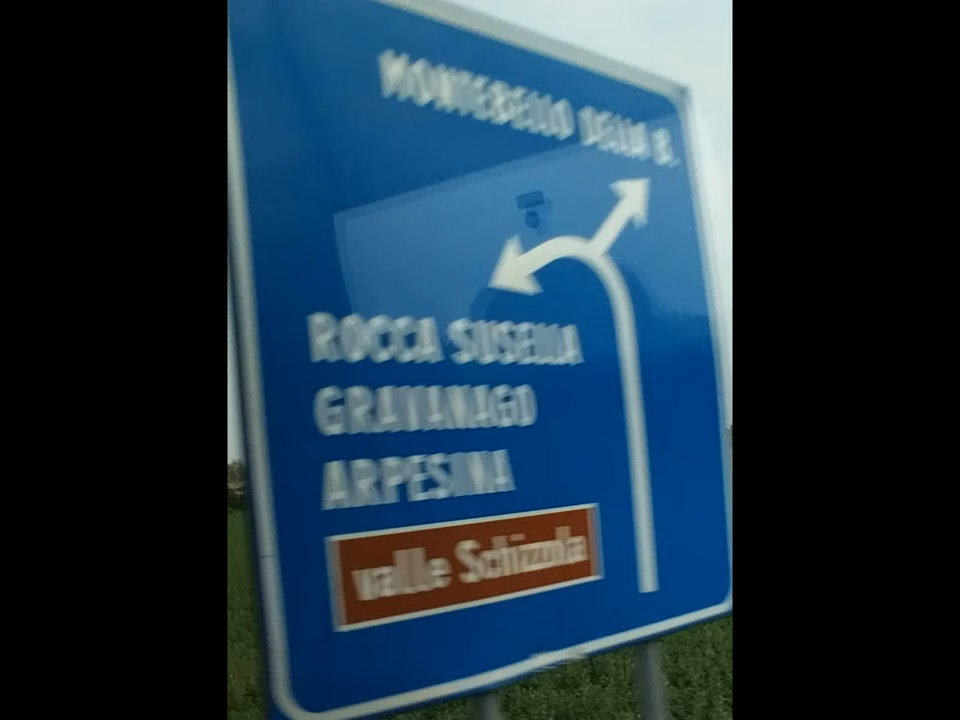 MONTEBELLO DELLA B.
ROCCA SUSELLA
GRAVANAGO
ARPESINA
valle Schizzola